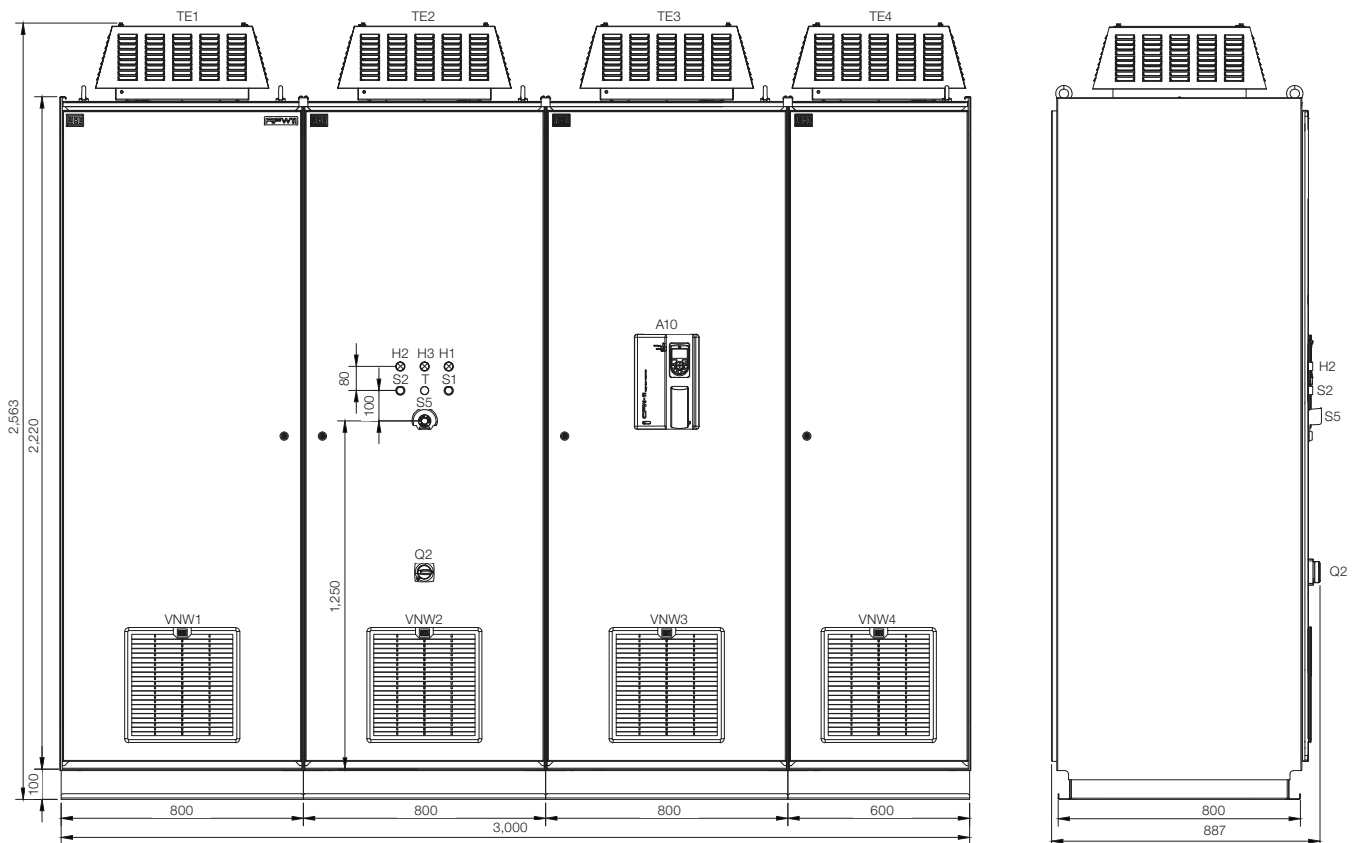 TE1 TE2 TE3 TE4
A10
H2 H3 H1
S2 T S1
S5
80
100
2,563
2,220
1,250
100
Q2
VNW1 VNW2 VNW3 VNW4
800 800 800 600
3,000
H2
S2
S5
Q2
800
887